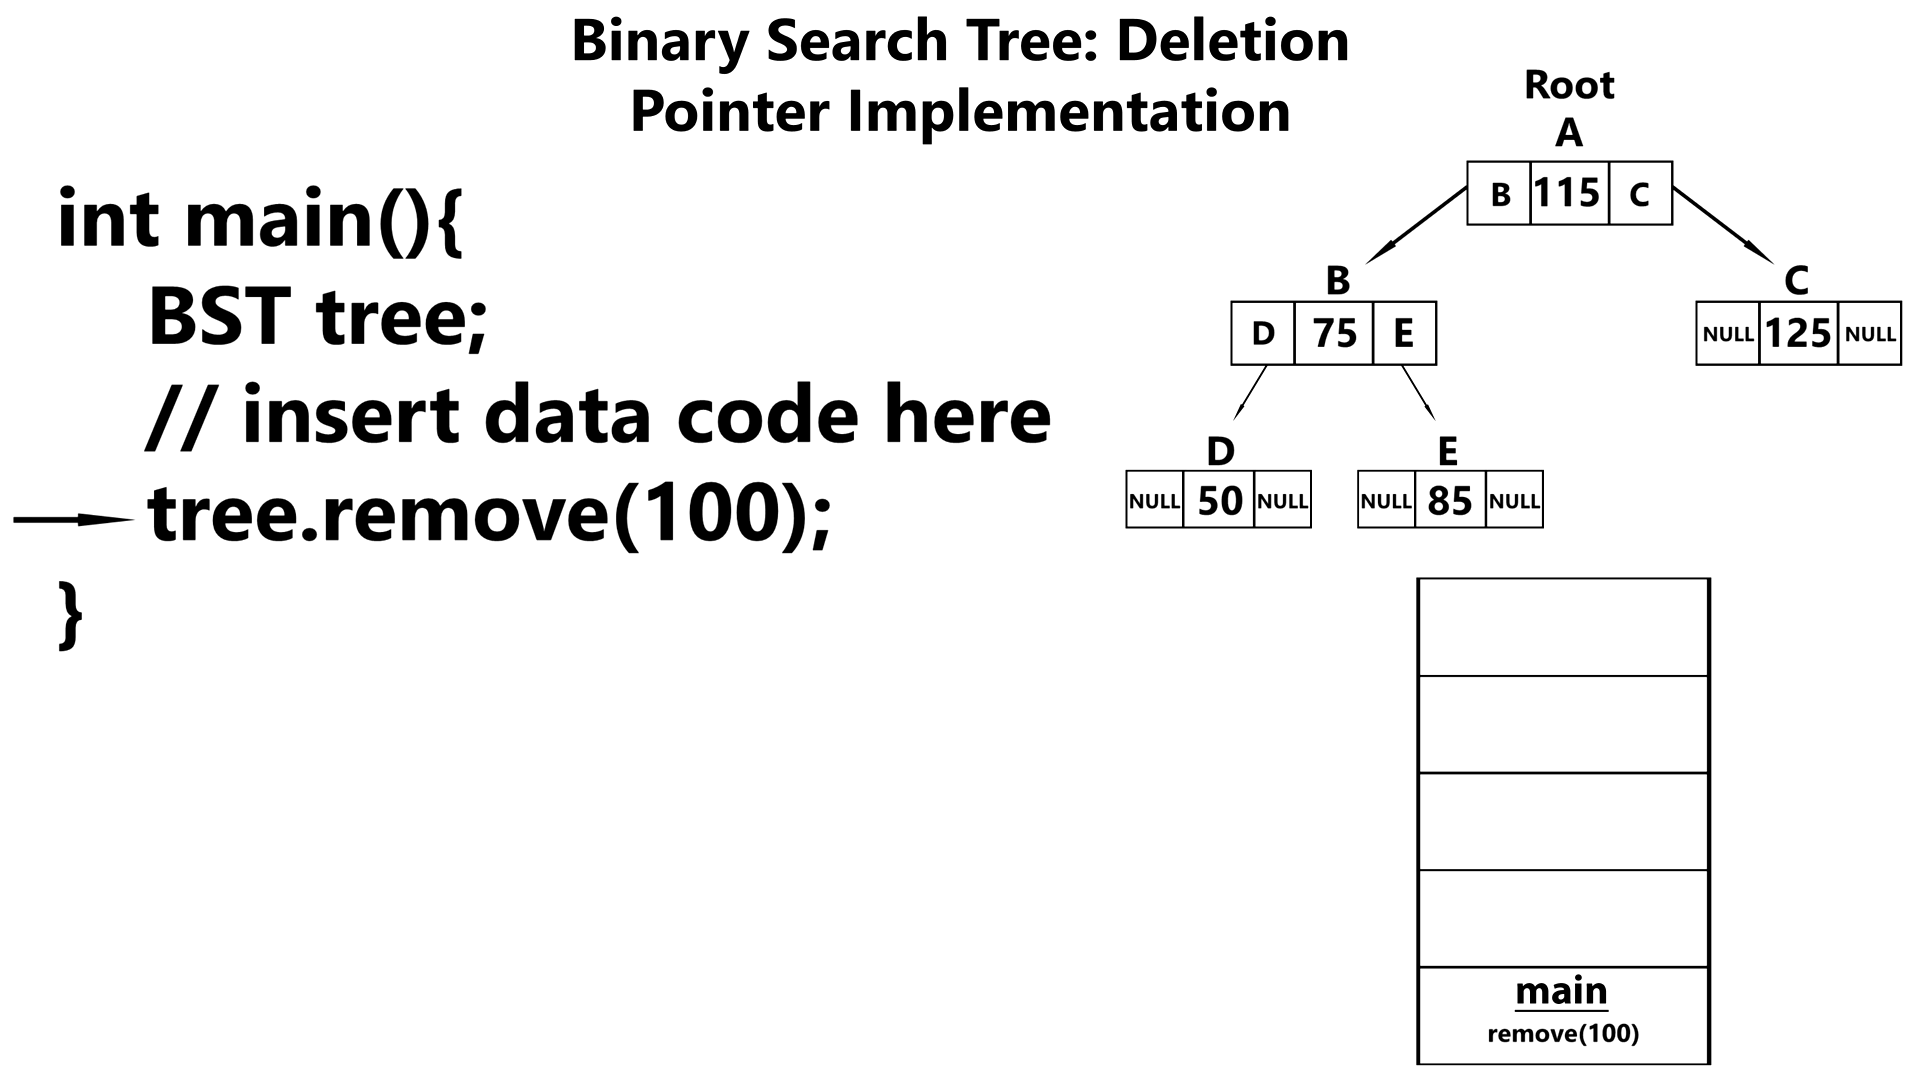 Binary Search Tree: Deletion
Pointer Implementation
int main(){
BST tree;
// insert data code here
tree.remove(100);
}
Root
A
B 115 C
B
C
D 75 E
NULL 125 NULL
D
E
NULL 50 NULL
NULL 85 NULL
main
remove(100)